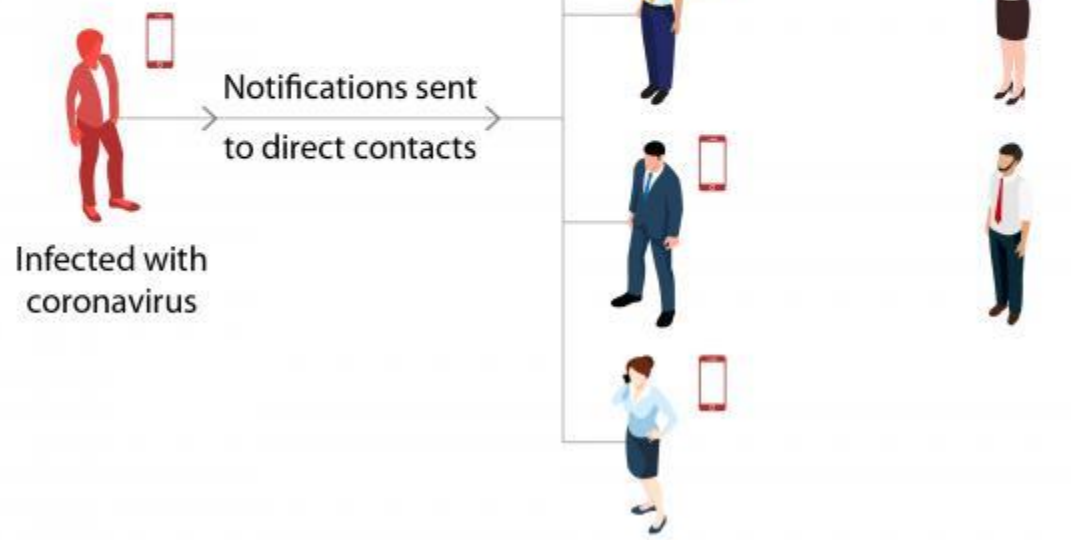 Notifications sent
to direct contacts
Infected with
coronavirus